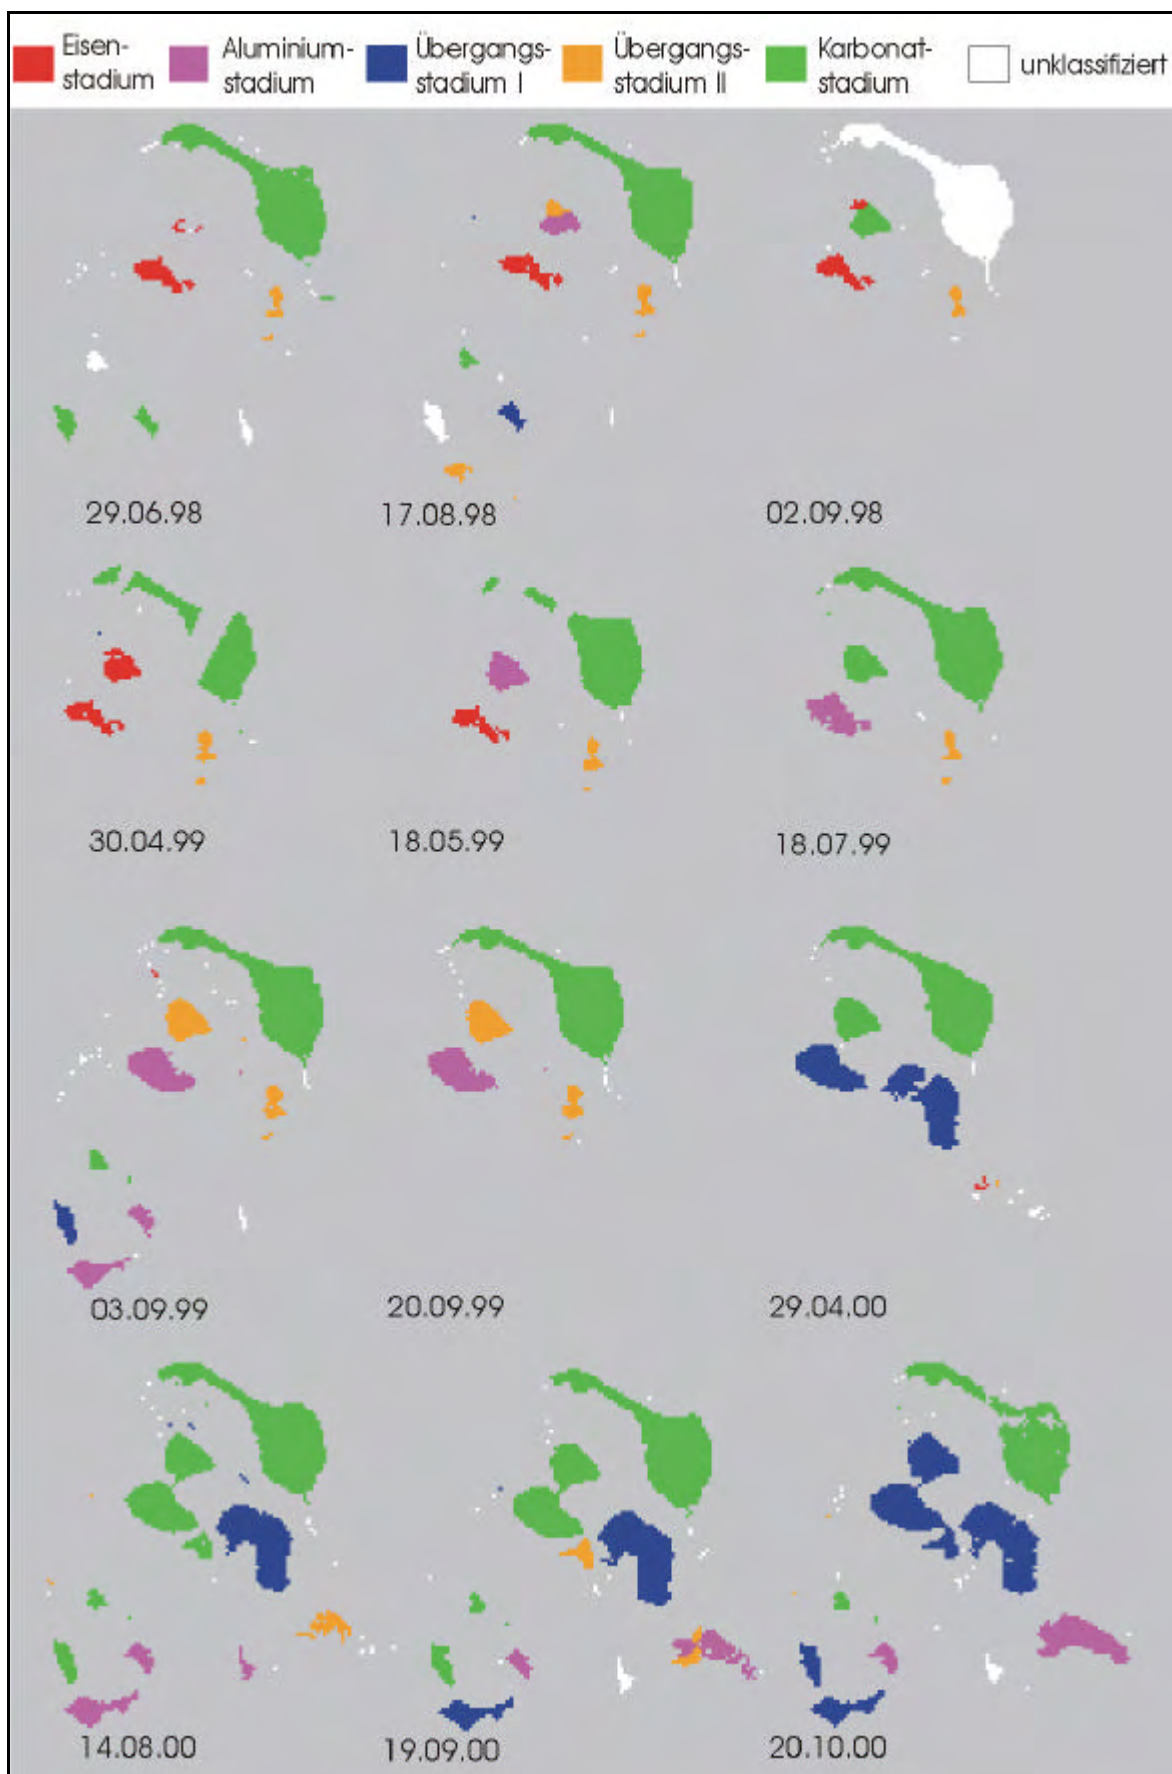 Eisen-
stadium
Aluminium-
stadium
Übergangs-
stadium I
Übergangs-
stadium II
Karbonat-
stadium
unklassifiziert
29.06.98
17.08.98
02.09.98
30.04.99
18.05.99
18.07.99
03.09.99
20.09.99
29.04.00
14.08.00
19.09.00
20.10.00